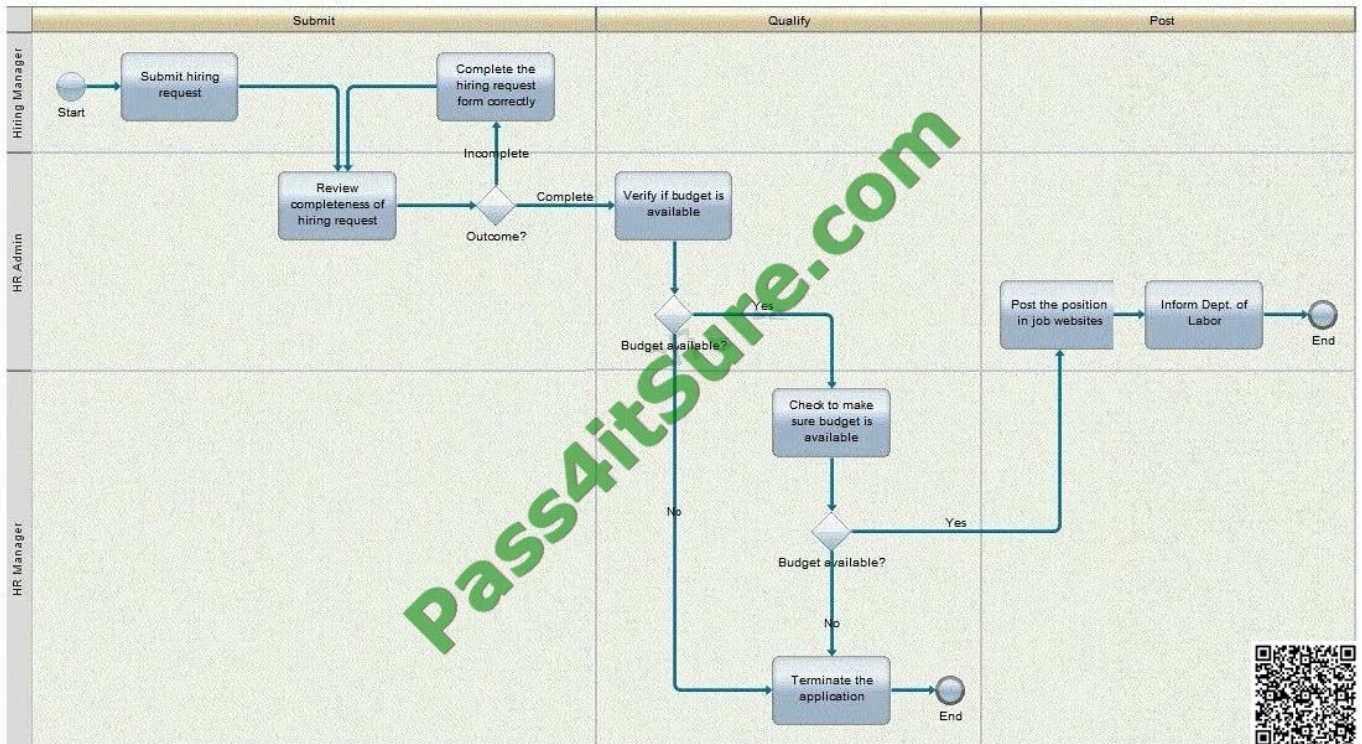 Submit
Qualify
Post
Hiring Manager
Start
Submit hiring
request
Complete the
hiring request
form correctly
Incomplete
HR Admin
Review
completeness of
hiring request
Outcome?
Complete
Verify if budget is
available
Yes
Budget available?
Post the position
in job websites
Inform Dept. of
Labor
End
HR Manager
Check to make
sure budget is
available
No
Yes
Budget available?
No
Terminate the
application
End
Pass4itSure.com